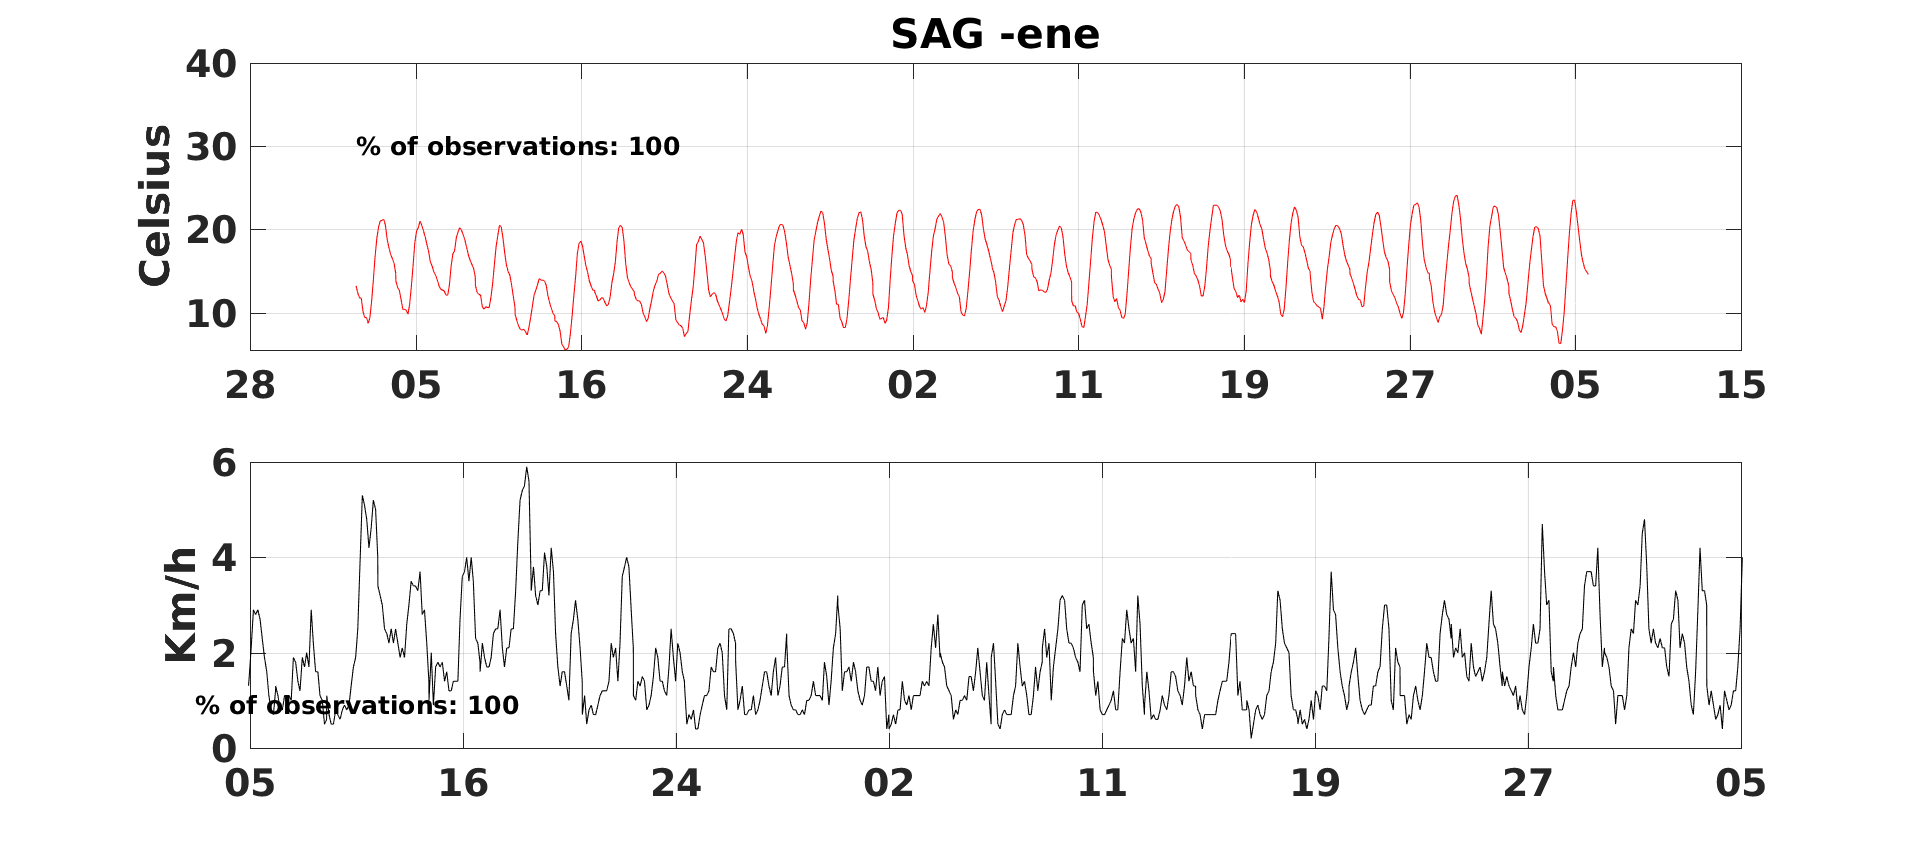 SAG -ene
40
30
20
10
Celsius
% of observations: 100
28 05 16 24 02 11 19 27 05 15
6
4
2
0
Km/h
% of observations: 100
05 16 24 02 11 19 27 05